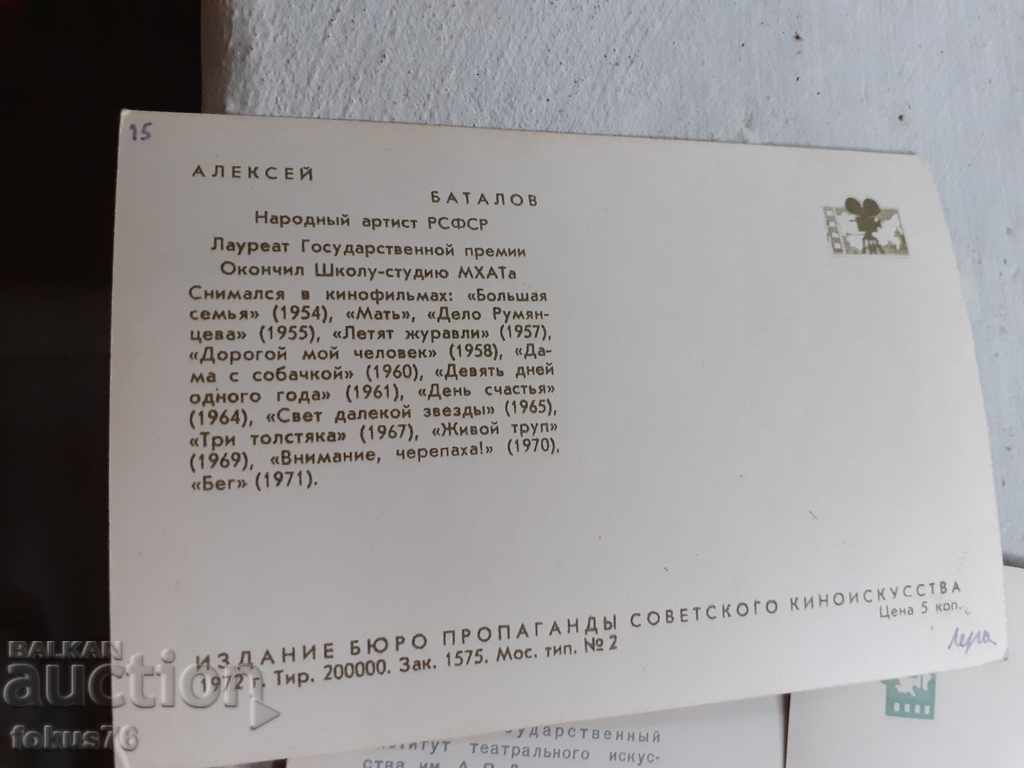 15
АЛЕКСЕЙ
БАТАЛОВ
Народный артист РСФСР
Лауреат Государственной премии
Окончил Школу-студию МХАТа
Снимался в кинофильмах: «Большая
семья» (1954), «Мать», «Дело Румян-
цева» (1955), «Летят журавли» (1957),
«Дорогой мой человек» (1958), «Да-
ма с собачкой» (1960), «Девять дней
одного года» (1961), «День счастья»
(1964), «Свет далекой звезды» (1965),
«Три толстяка» (1967), «Живой труп»
(1969), «Внимание, черепаха!» (1970),
«Бег» (1971).
ИЗДАНИЕ БЮРО ПРОПАГАНДЫ СОВЕТСКОГО КИНОИСКУССТВА
1972 г. Тир. 200000. Зак. 1575. Мос. тип. № 2
Цена 5 коп.
театрального искус-
ства им.
BALKAN
auction
fokus76